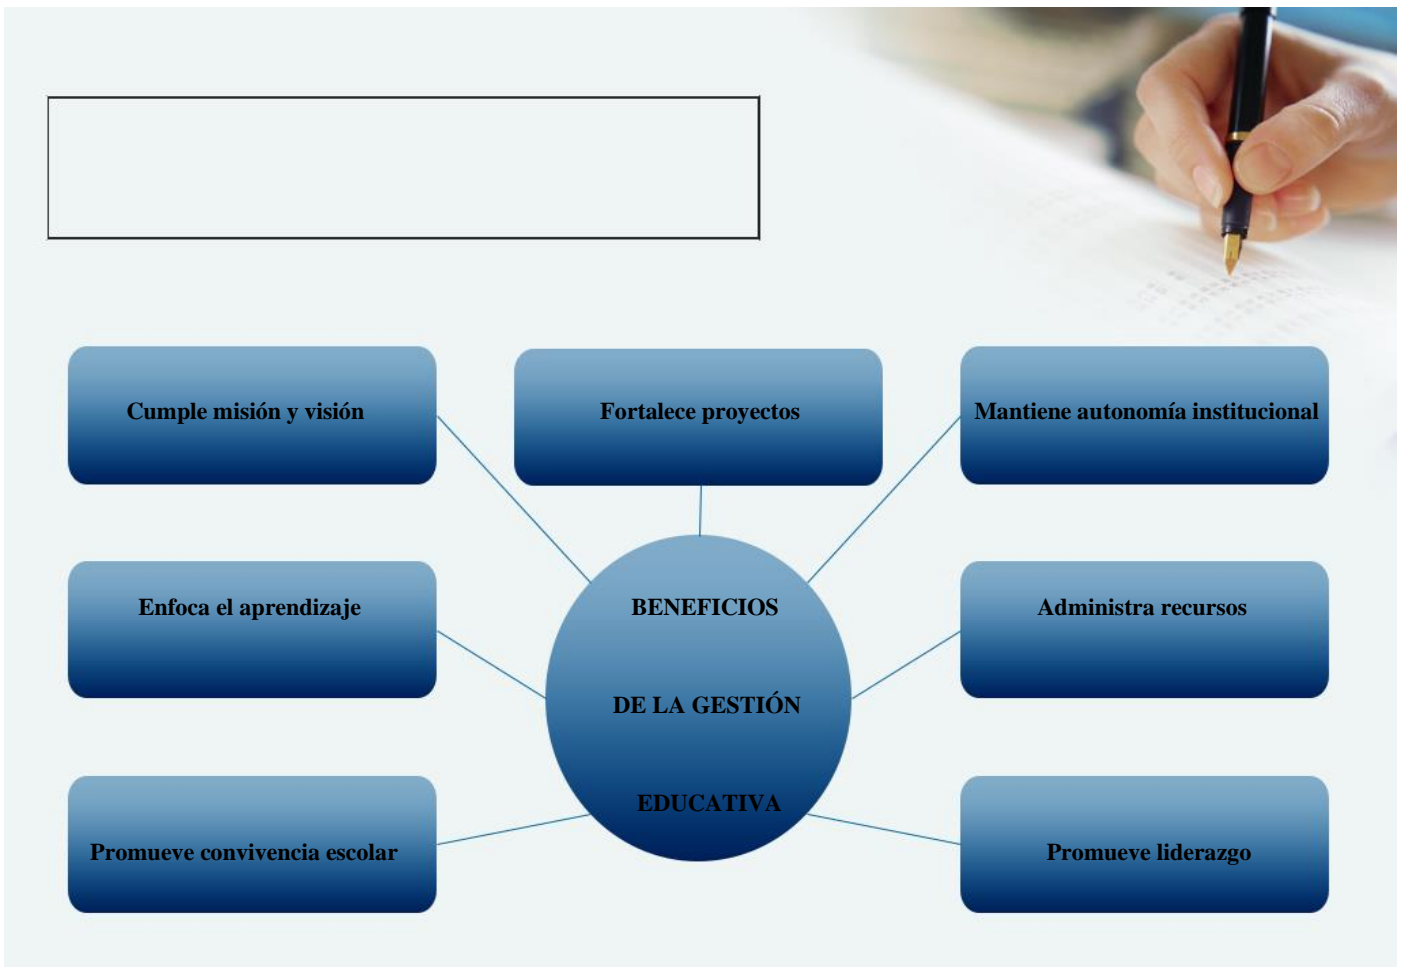 Cumple misión y visión
Fortalece proyectos
Mantiene autonomía institucional
Enfoca el aprendizaje
BENEFICIOS
DE LA GESTIÓN
EDUCATIVA
Administra recursos
Promueve convivencia escolar
Promueve liderazgo